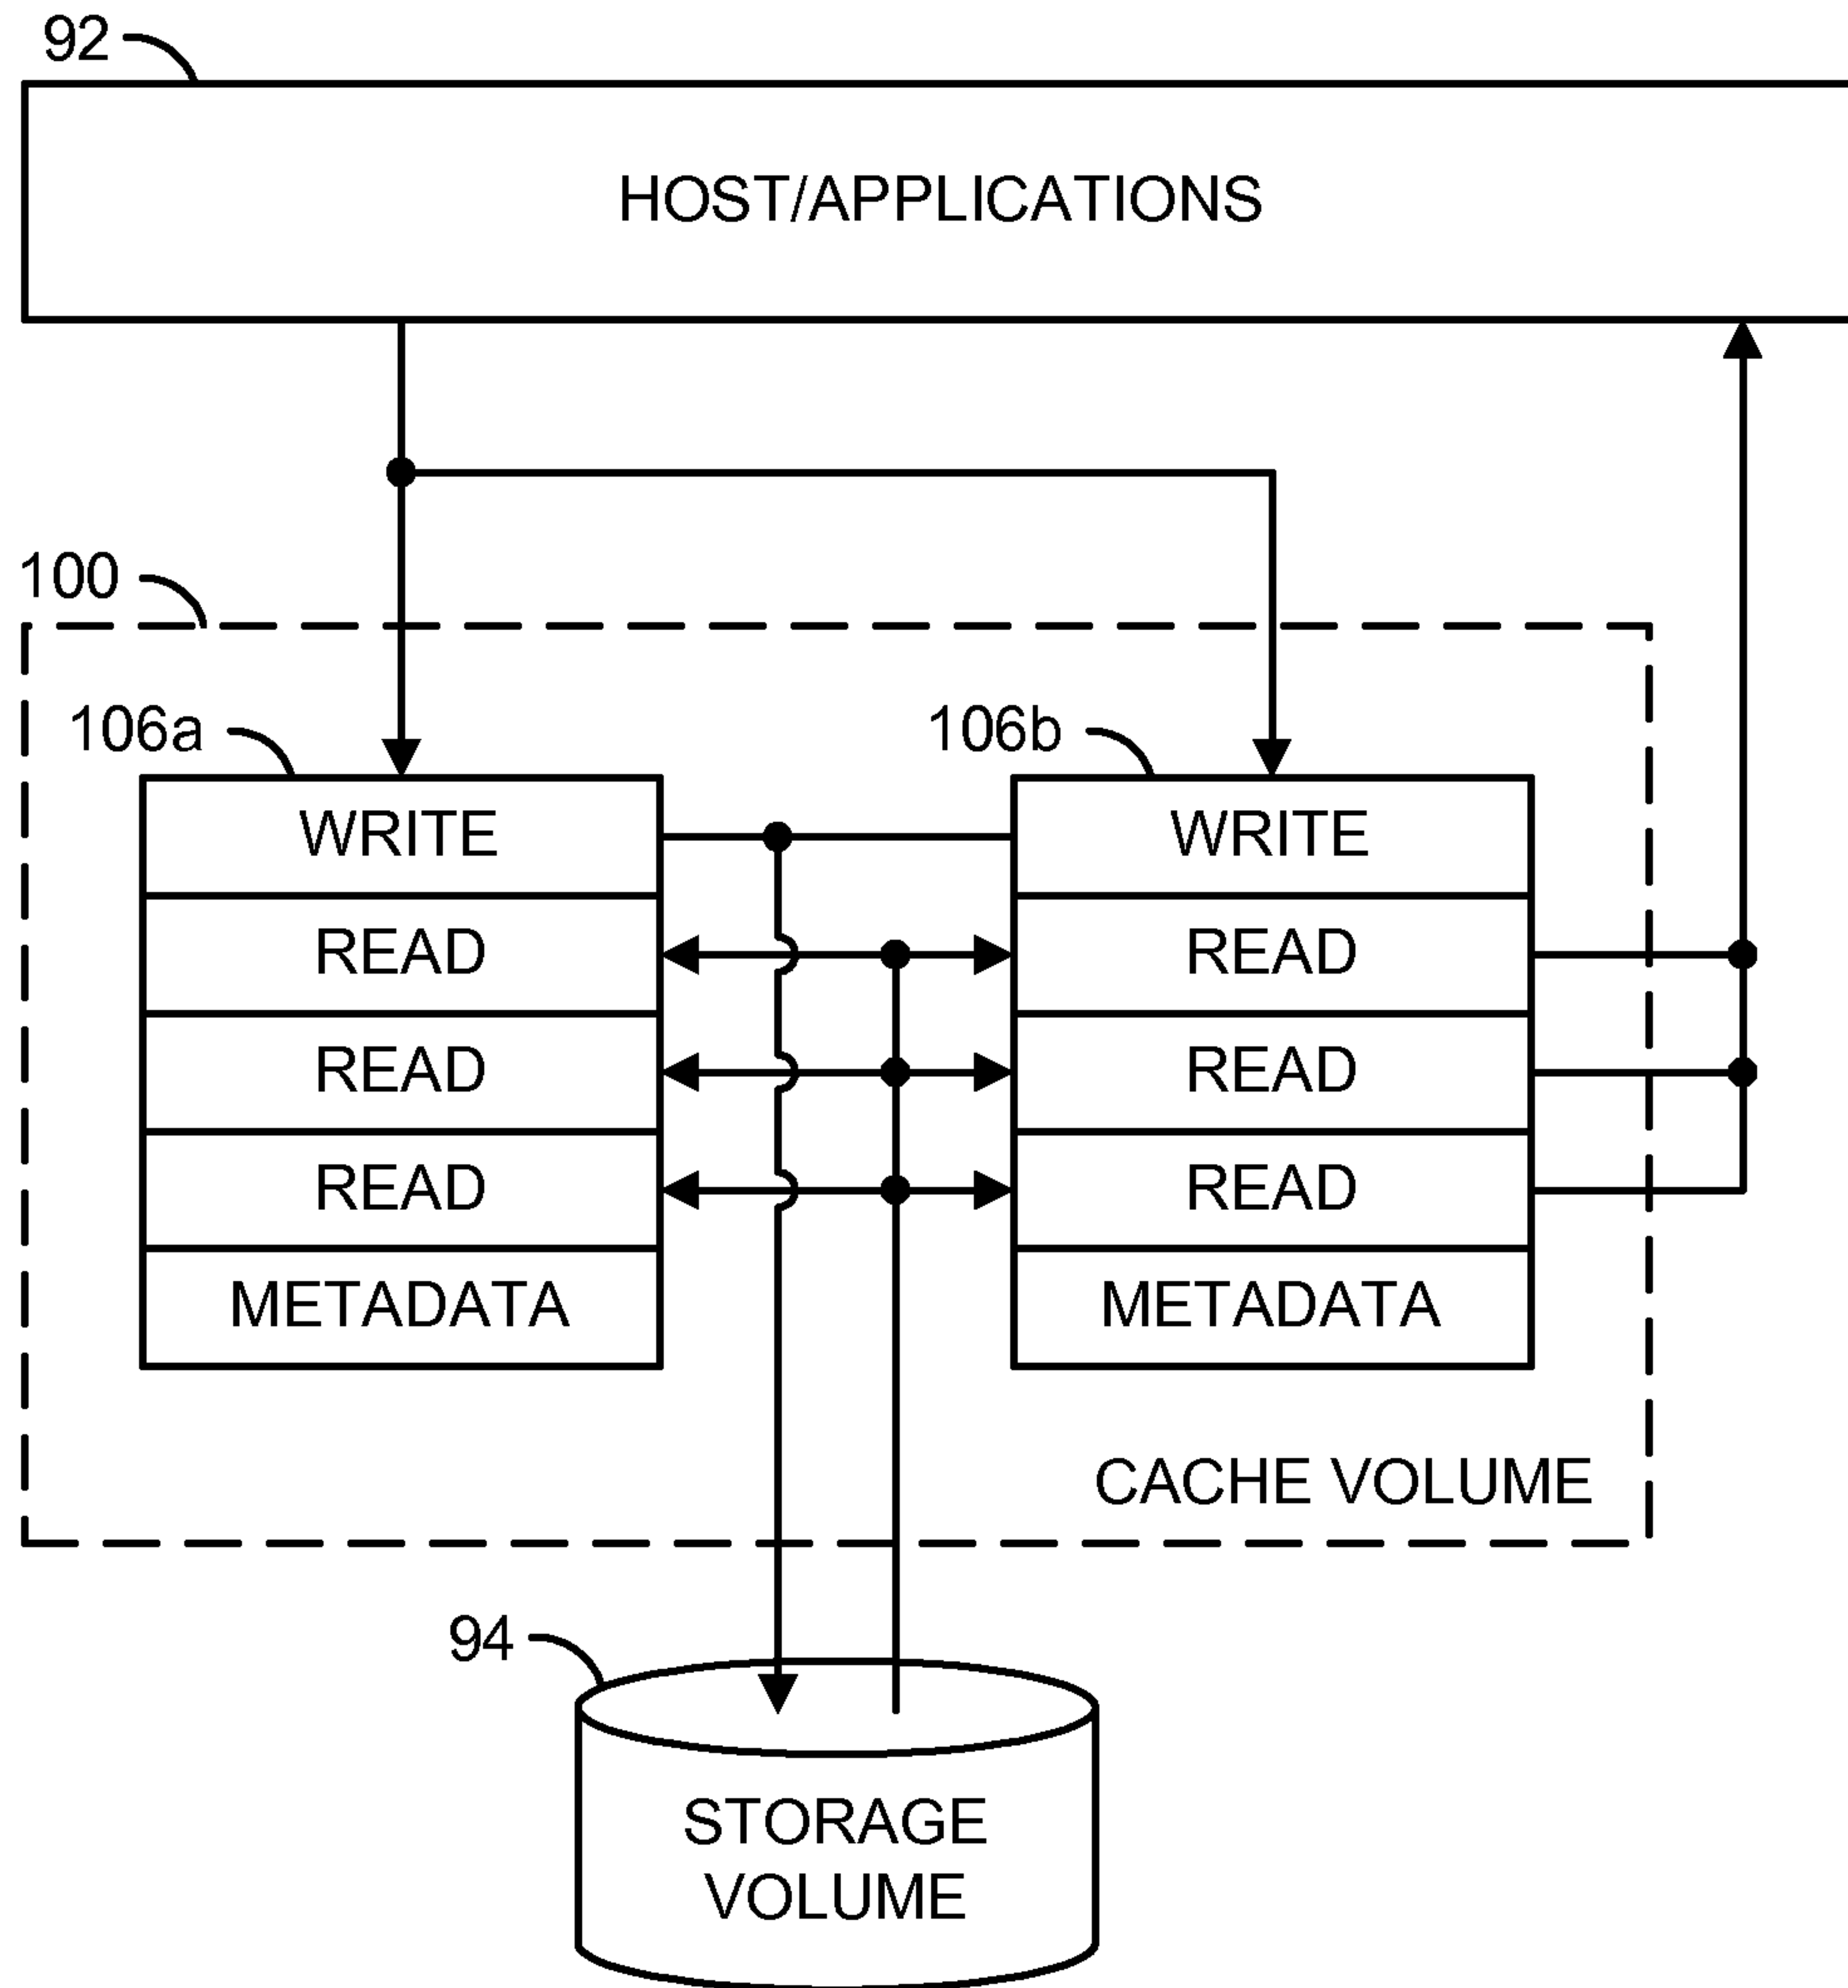 92
HOST/APPLICATIONS
100
106a
106b
WRITE
WRITE
READ
READ
READ
READ
READ
READ
METADATA
METADATA
CACHE VOLUME
94
STORAGE
VOLUME